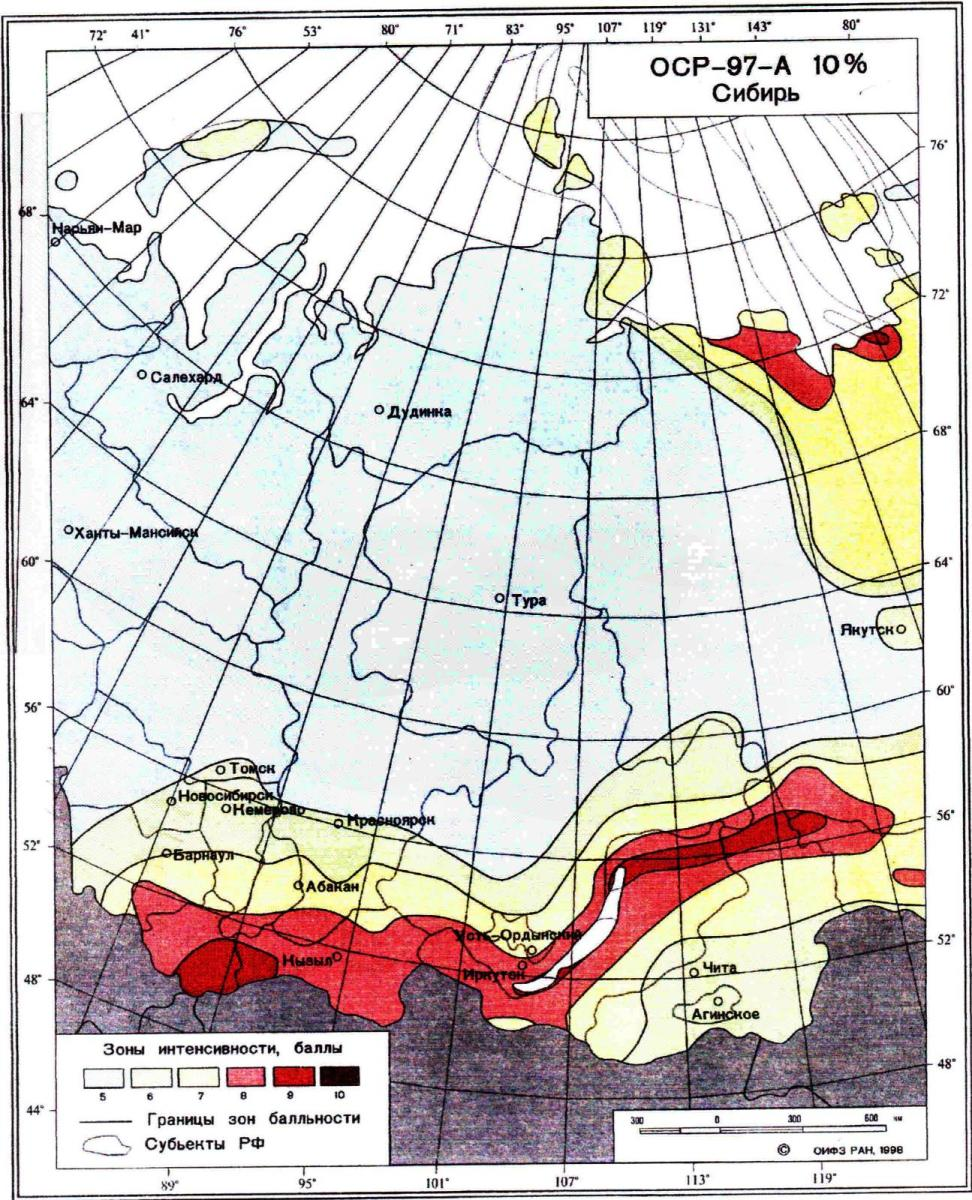 72° 41° 76° 53° 80° 71° 83° 95° 107° 119° 131° 143° 80°
ОСР-97-А 10%
Сибирь
76°
68°
Нарьян-Мар
72°
Салехард
64°
Дудинка
68°
Ханты-Мансийск
60°
64°
Тура
Якутск
56°
60°
Томск
Новосибирск
Кемерово
Красноярск
56°
52°
Барнаул
Абакан
Усть-Ордынский
52°
Кызыл
Иркутск
Чита
48°
Агинское
Зоны интенсивности, баллы
5 6 7 8 9 10
48°
44°
Границы зон балльности
Субъекты РФ
300 0 300 600 км
© ОИФЗ РАН, 1998
89° 95° 101° 107° 113° 119°